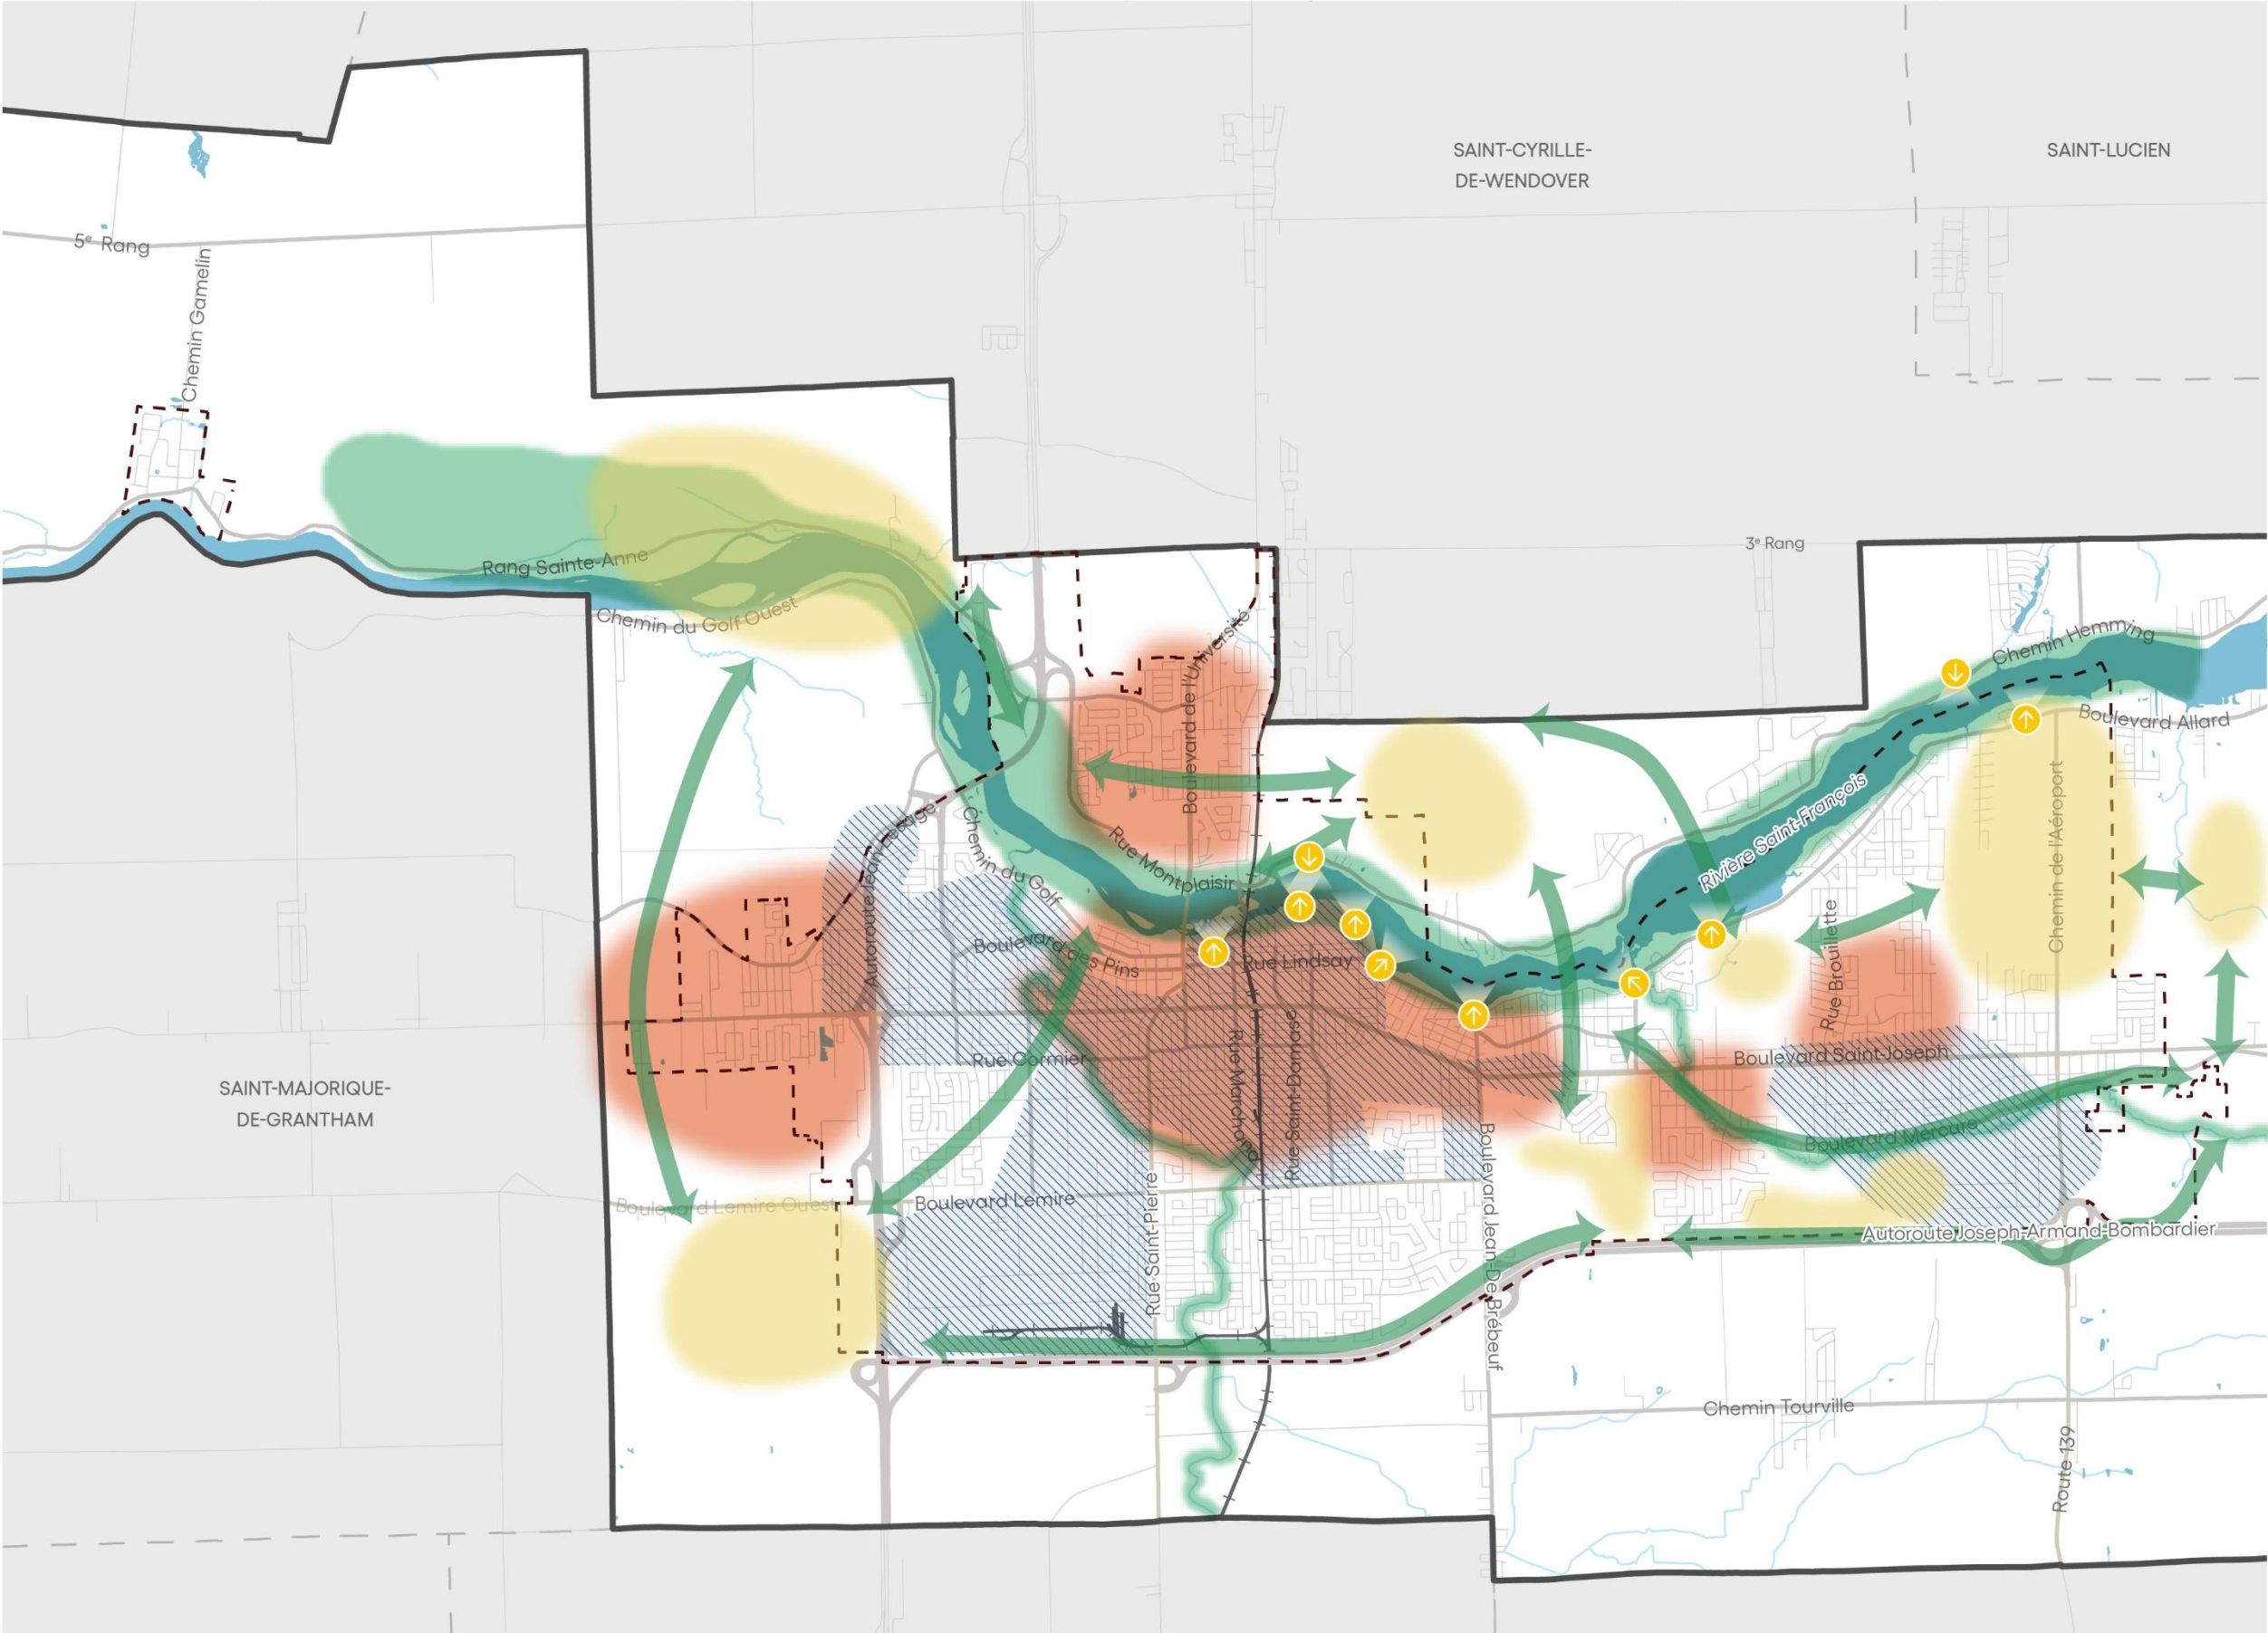 SAINT-CYRILLE-
DE-WENDOVER
SAINT-LUCIEN
5e Rang
Chemin Gamelin
3e Rang
Rang Sainte-Anne
Chemin du Golf Ouest
Boulevard de l'Université
Chemin Hemming
Boulevard Allard
Rivière Saint-François
Chemin de l'Aéroport
Autoroute Jean-Lesage
Chemin du Golf
Rue Montplaisir
Boulevard des Pins
Rue Lindsay
Rue Brouillette
Rue Cormier
Rue Marchand
Rue Saint-Damase
Boulevard Saint-Joseph
SAINT-MAJORIQUE-
DE-GRANTHAM
Boulevard Mercure
Boulevard Lemire Ouest
Boulevard Lemire
Rue Saint-Pierre
Boulevard Jean-De Brébeuf
Autoroute Joseph-Armand-Bombardier
Chemin Tourville
Route 139